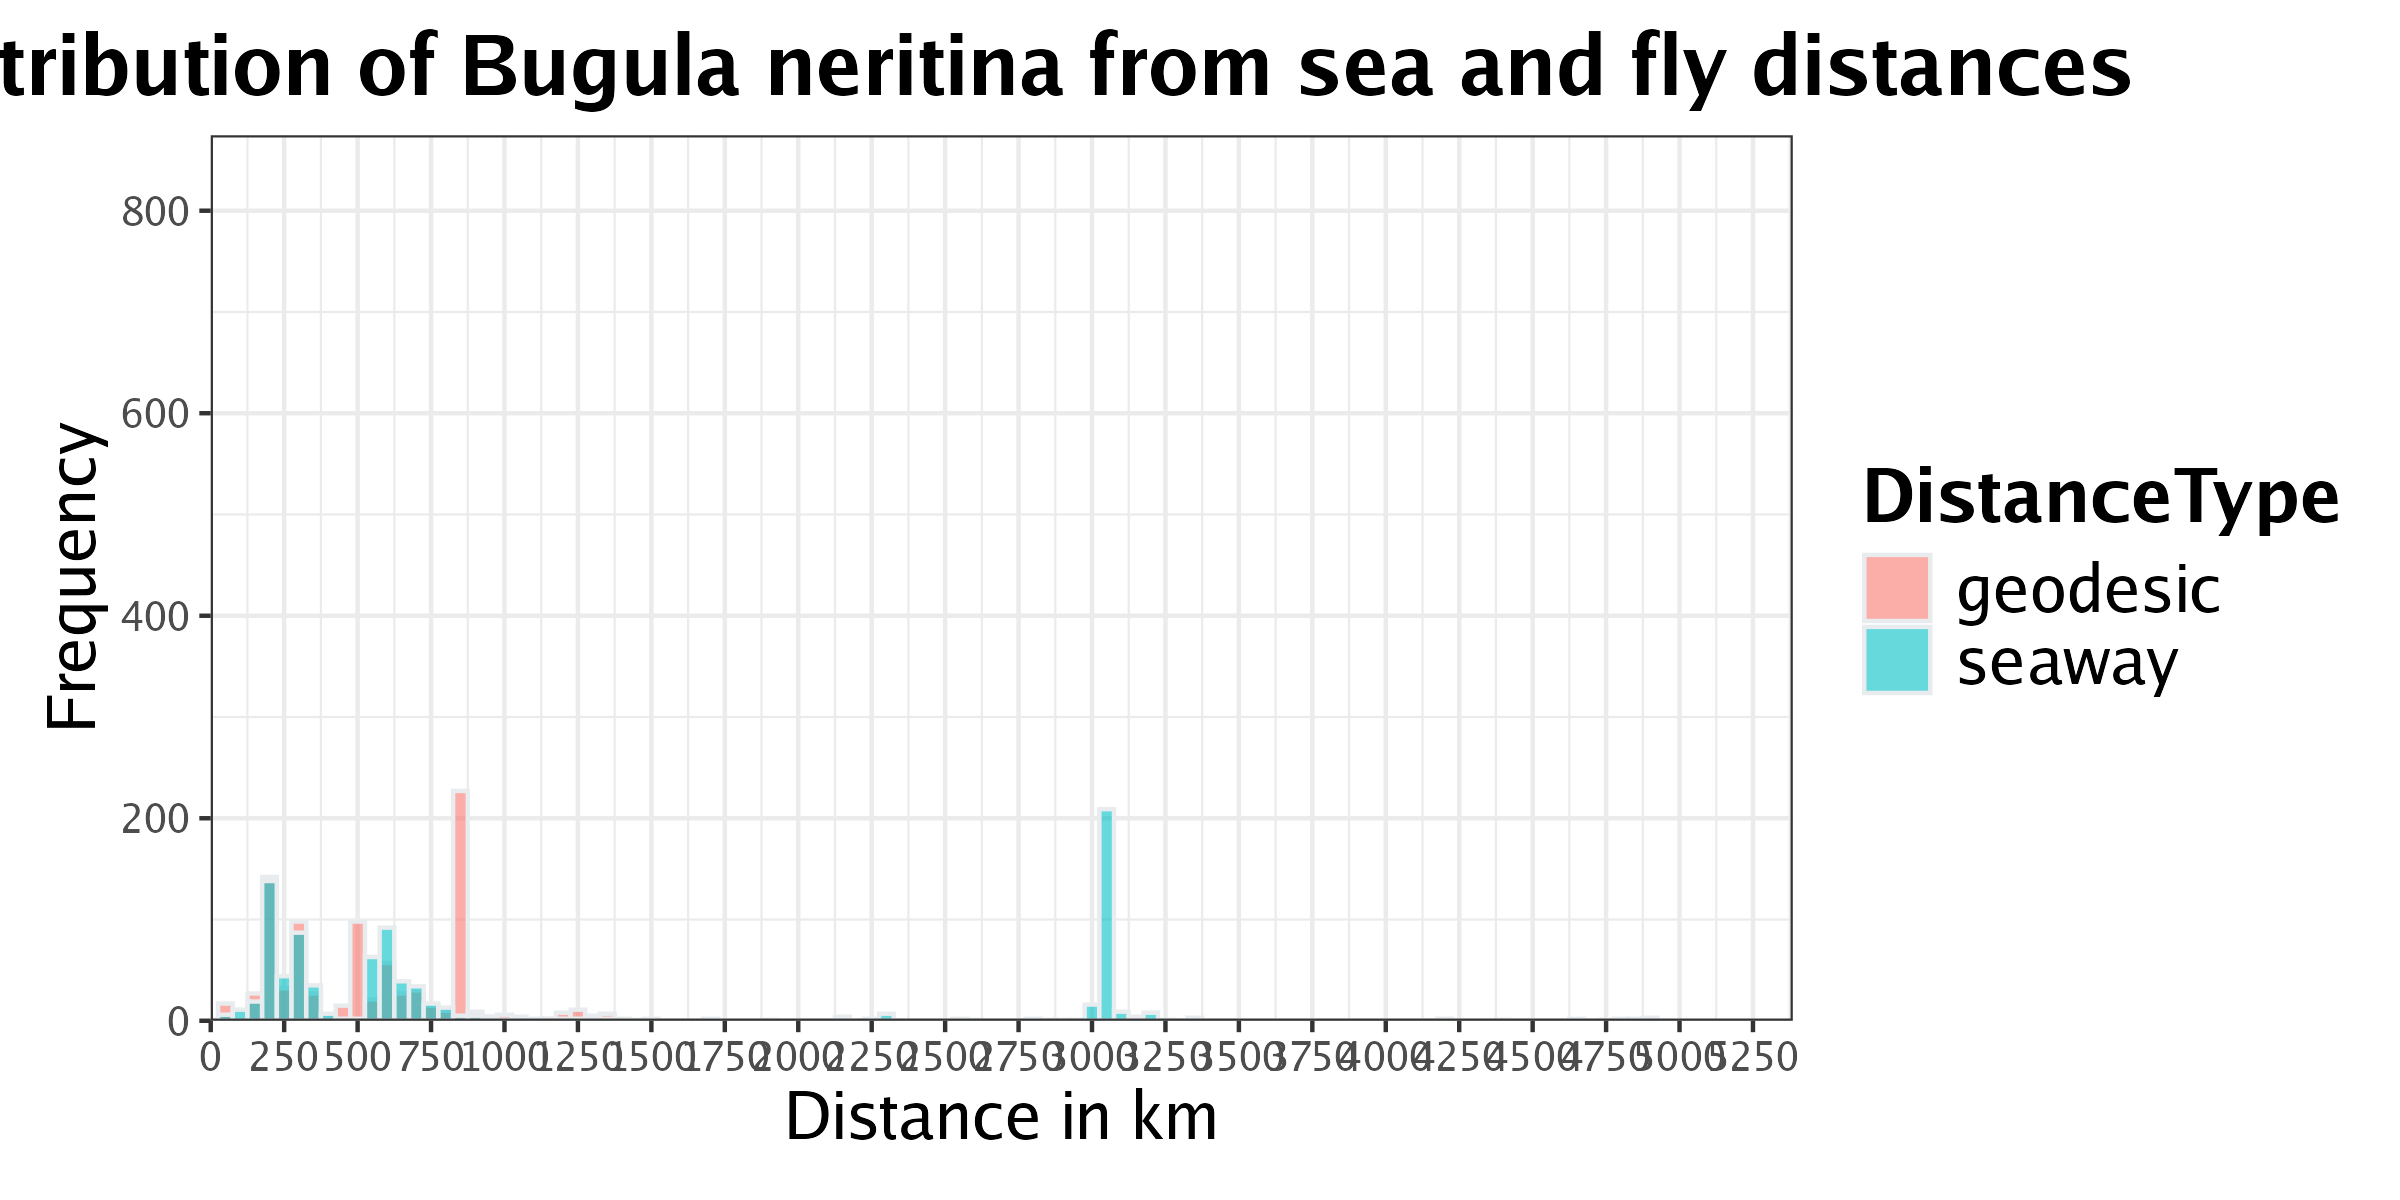 tribution of Bugula neritina from sea and fly distances
800
600
400
200
0
Frequency
0 250 500 750 1000 1250 1500 1750 2000 2250 2500 2750 3000 3250 3500 3750 4000 4250 4500 4750 5000 5250
Distance in km
DistanceType
geodesic
seaway